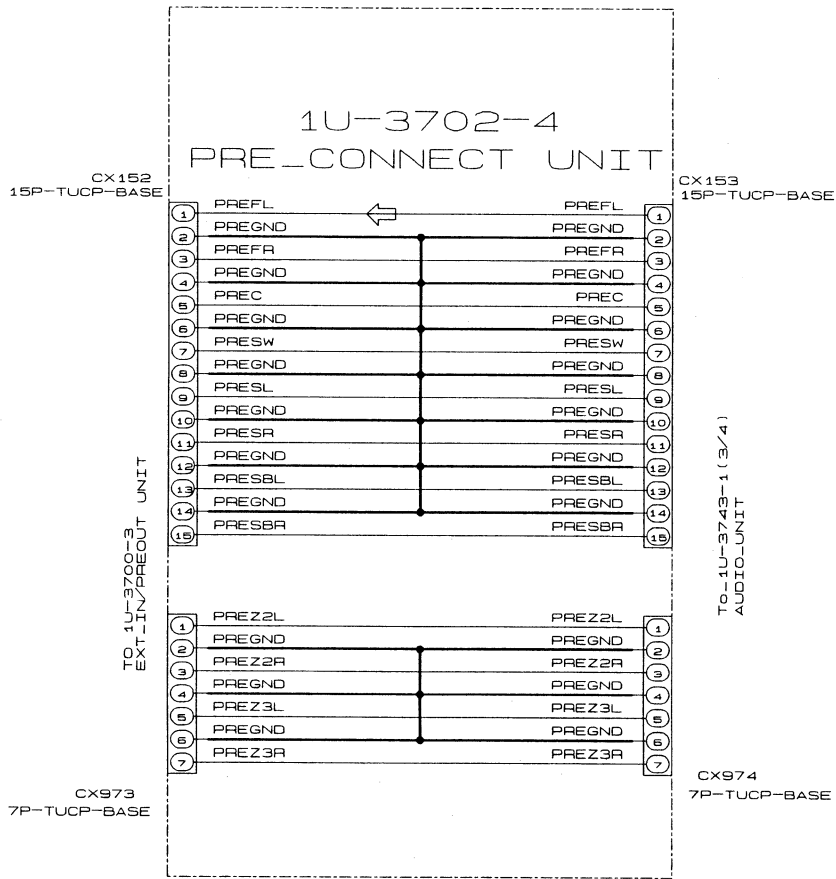 1U-3702-4
PRE_CONNECT UNIT
CX152
15P-TUCP-BASE
CX153
15P-TUCP-BASE
1 PREFL PREFL 1
2 PREGND PREGND 2
3 PREFR PREFR 3
4 PREGND PREGND 4
5 PREC PREC 5
6 PREGND PREGND 6
7 PRESW PRESW 7
8 PREGND PREGND 8
9 PRESL PRESL 9
10 PREGND PREGND 10
11 PRESR PRESR 11
12 PREGND PREGND 12
13 PRESBL PRESBL 13
14 PREGND PREGND 14
15 PRESBR PRESBR 15
TO_1U-3700-3
EXT_IN/PREOUT UNIT
To_1U-3743-1(3/4)
AUDIO_UNIT
1 PREZ2L PREZ2L 1
2 PREGND PREGND 2
3 PREZ2R PREZ2R 3
4 PREGND PREGND 4
5 PREZ3L PREZ3L 5
6 PREGND PREGND 6
7 PREZ3R PREZ3R 7
CX973
7P-TUCP-BASE
CX974
7P-TUCP-BASE